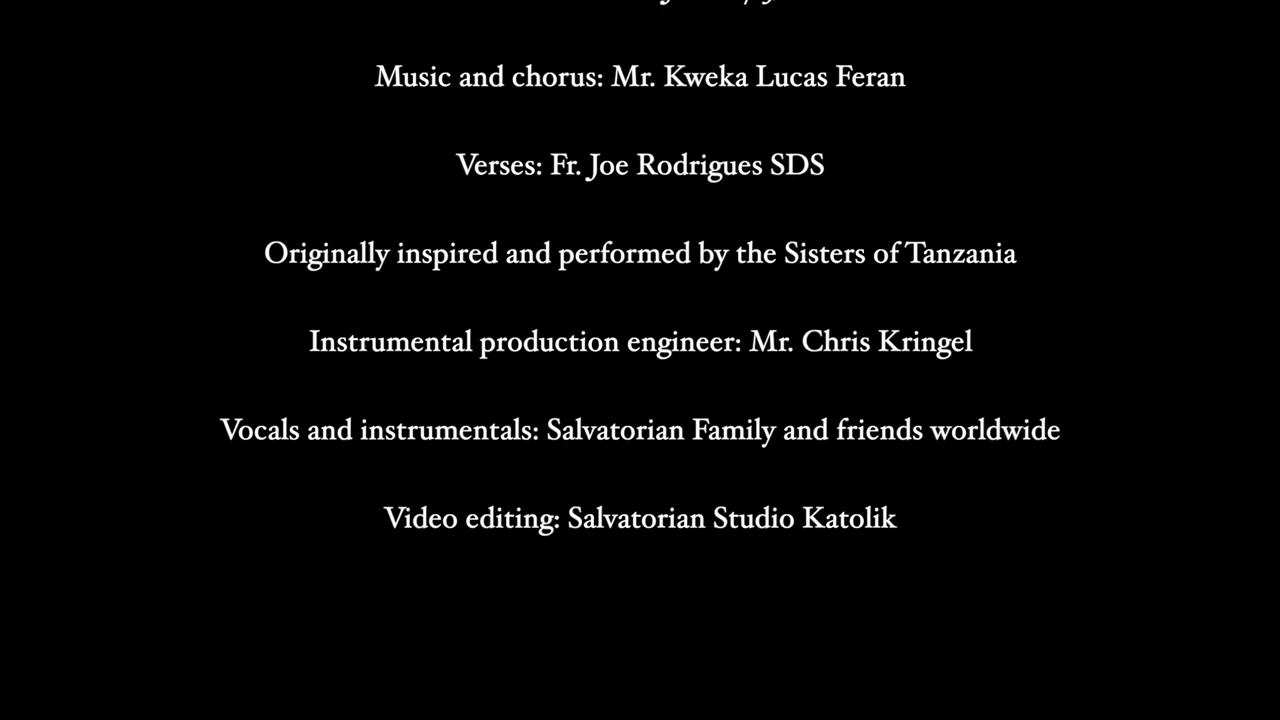 Music and chorus: Mr. Kweka Lucas Feran
Verses: Fr. Joe Rodrigues SDS
Originally inspired and performed by the Sisters of Tanzania
Instrumental production engineer: Mr. Chris Kringel
Vocals and instrumentals: Salvatorian Family and friends worldwide
Video editing: Salvatorian Studio Katolik